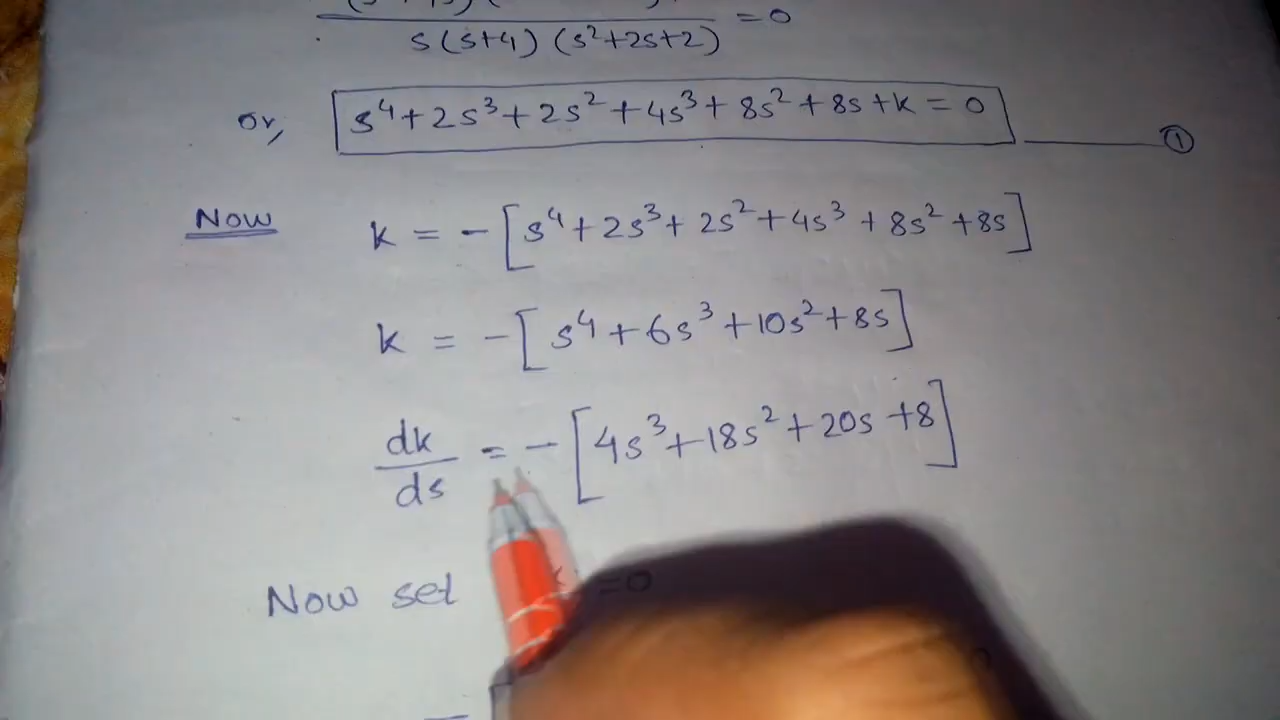 s(s+4) (s²+2s+2) = 0
Or, s⁴+2s³+2s²+4s³+8s²+8s+k = 0 ①
Now k = -[s⁴+2s³+2s²+4s³+8s²+8s]
k = -[s⁴+6s³+10s²+8s]
dk/ds = -[4s³+18s²+20s+8]
Now set =0